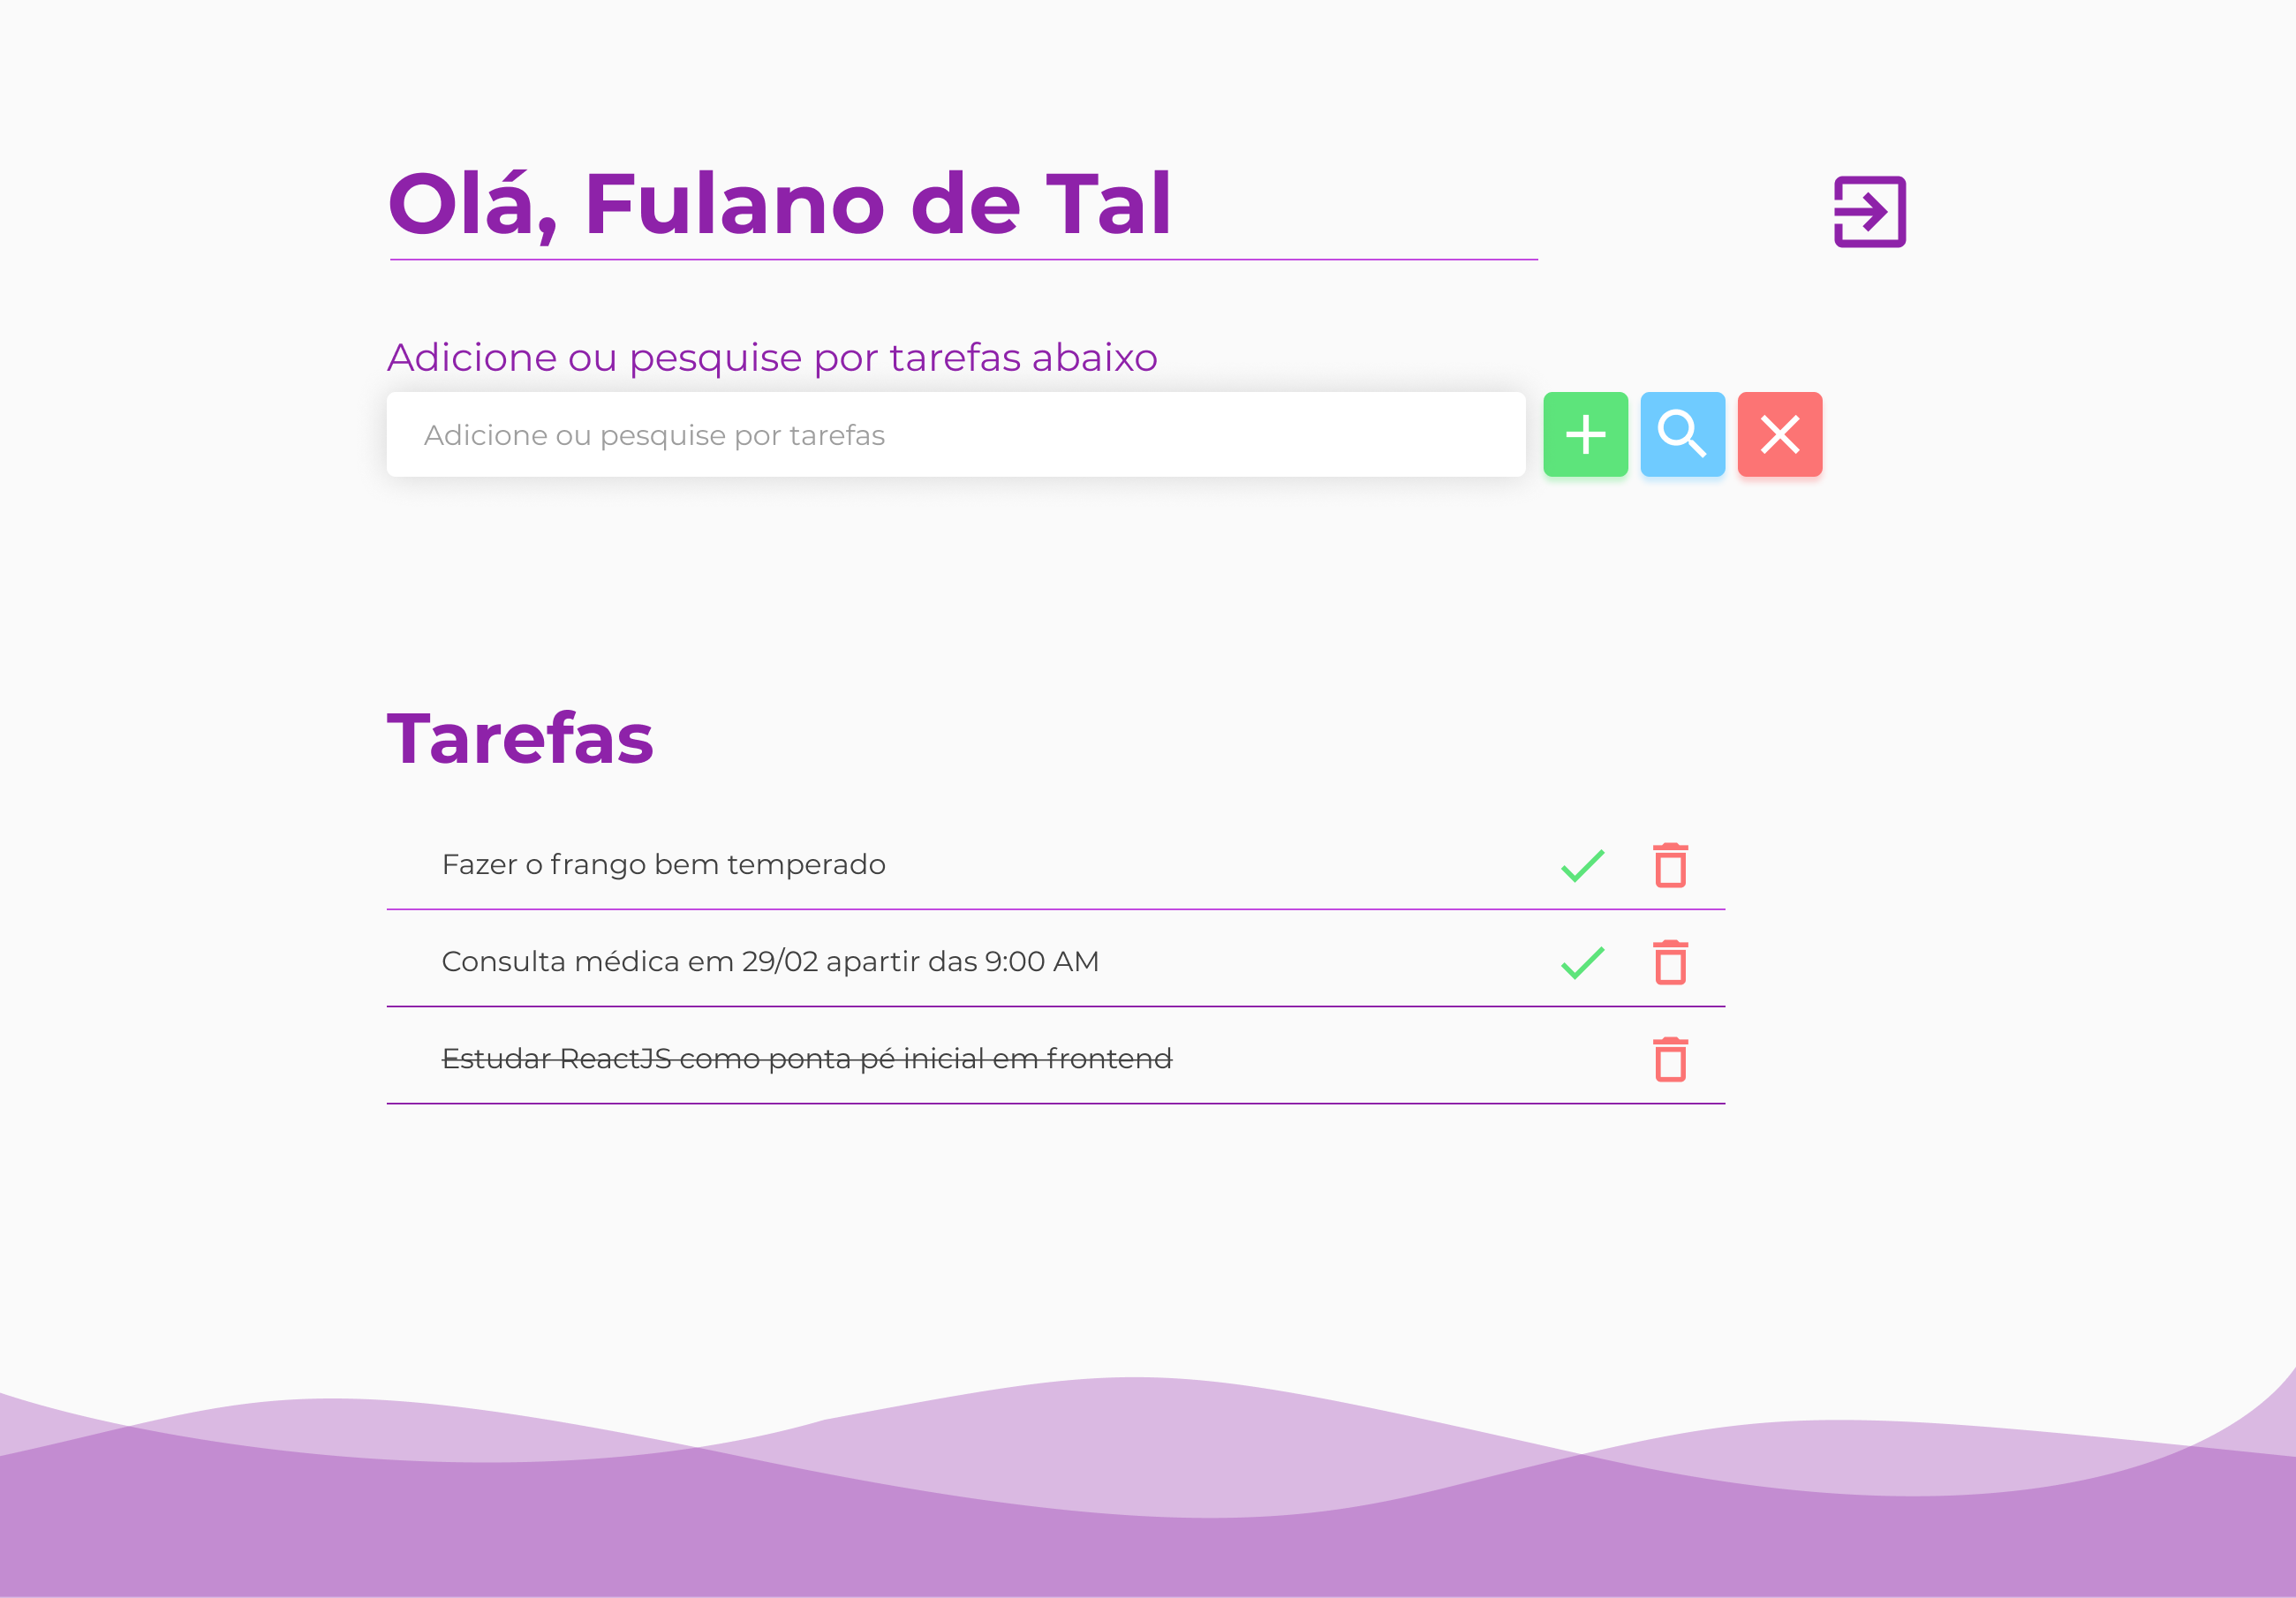 Olá, Fulano de Tal
Adicione ou pesquise por tarefas abaixo
Adicione ou pesquise por tarefas
Tarefas
Fazer o frango bem temperado
Consulta médica em 29/02 apartir das 9:00 AM
Estudar ReactJS como ponta pé inicial em frontend